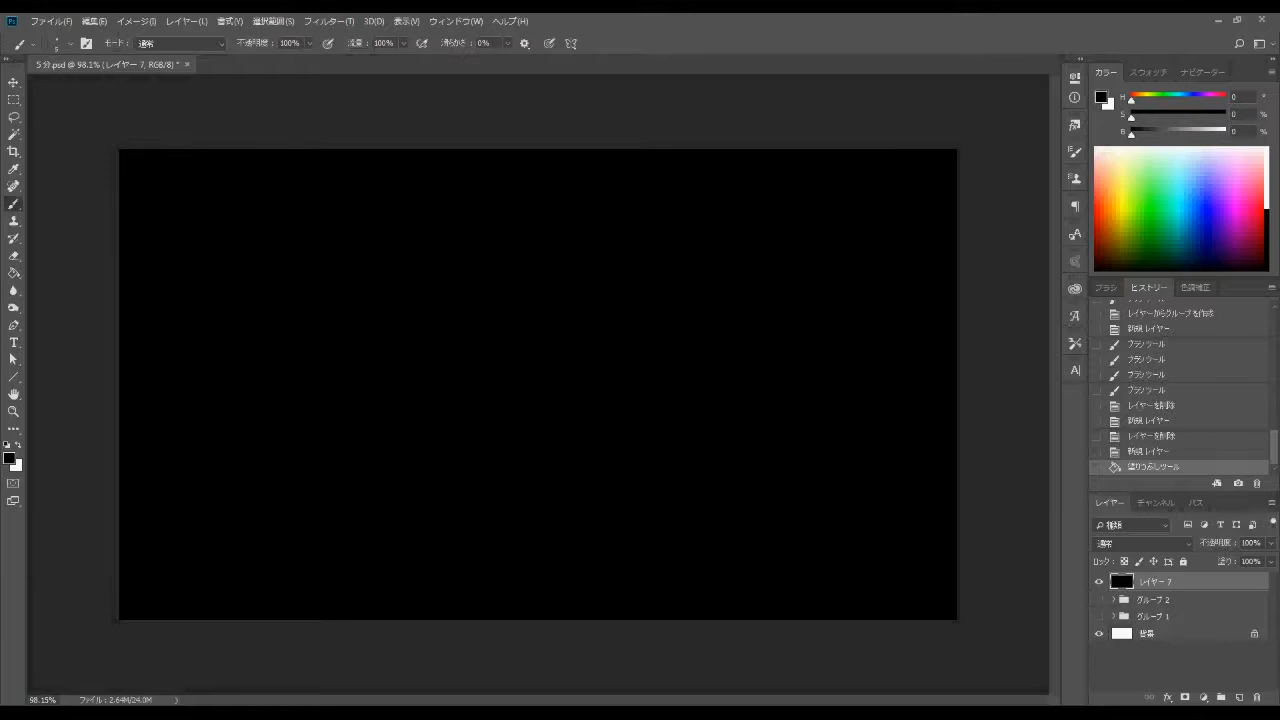 Ps ファイル(F) 編集(E) イメージ(I) レイヤー(L) 書式(Y) 選択範囲(S) フィルター(T) 3D(D) 表示(V) ウィンドウ(W) ヘルプ(H)
5 モード: 通常 不透明度: 100% 流量: 100% 滑らかさ: 0%
5分.psd @ 98.1% (レイヤー 7, RGB/8) * ×
カラー スウォッチ ナビゲーター
H 0 °
S 0 %
B 0 %
ブラシ ヒストリー 色調補正
レイヤーからグループを作成
新規レイヤー
ブラシツール
ブラシツール
ブラシツール
ブラシツール
レイヤーを削除
新規レイヤー
レイヤーを削除
新規レイヤー
塗りつぶしツール
レイヤー チャンネル パス
種類
通常 不透明度: 100%
ロック: 塗り: 100%
レイヤー 7
グループ 2
グループ 1
背景
98.15% ファイル : 2.64M/24.0M